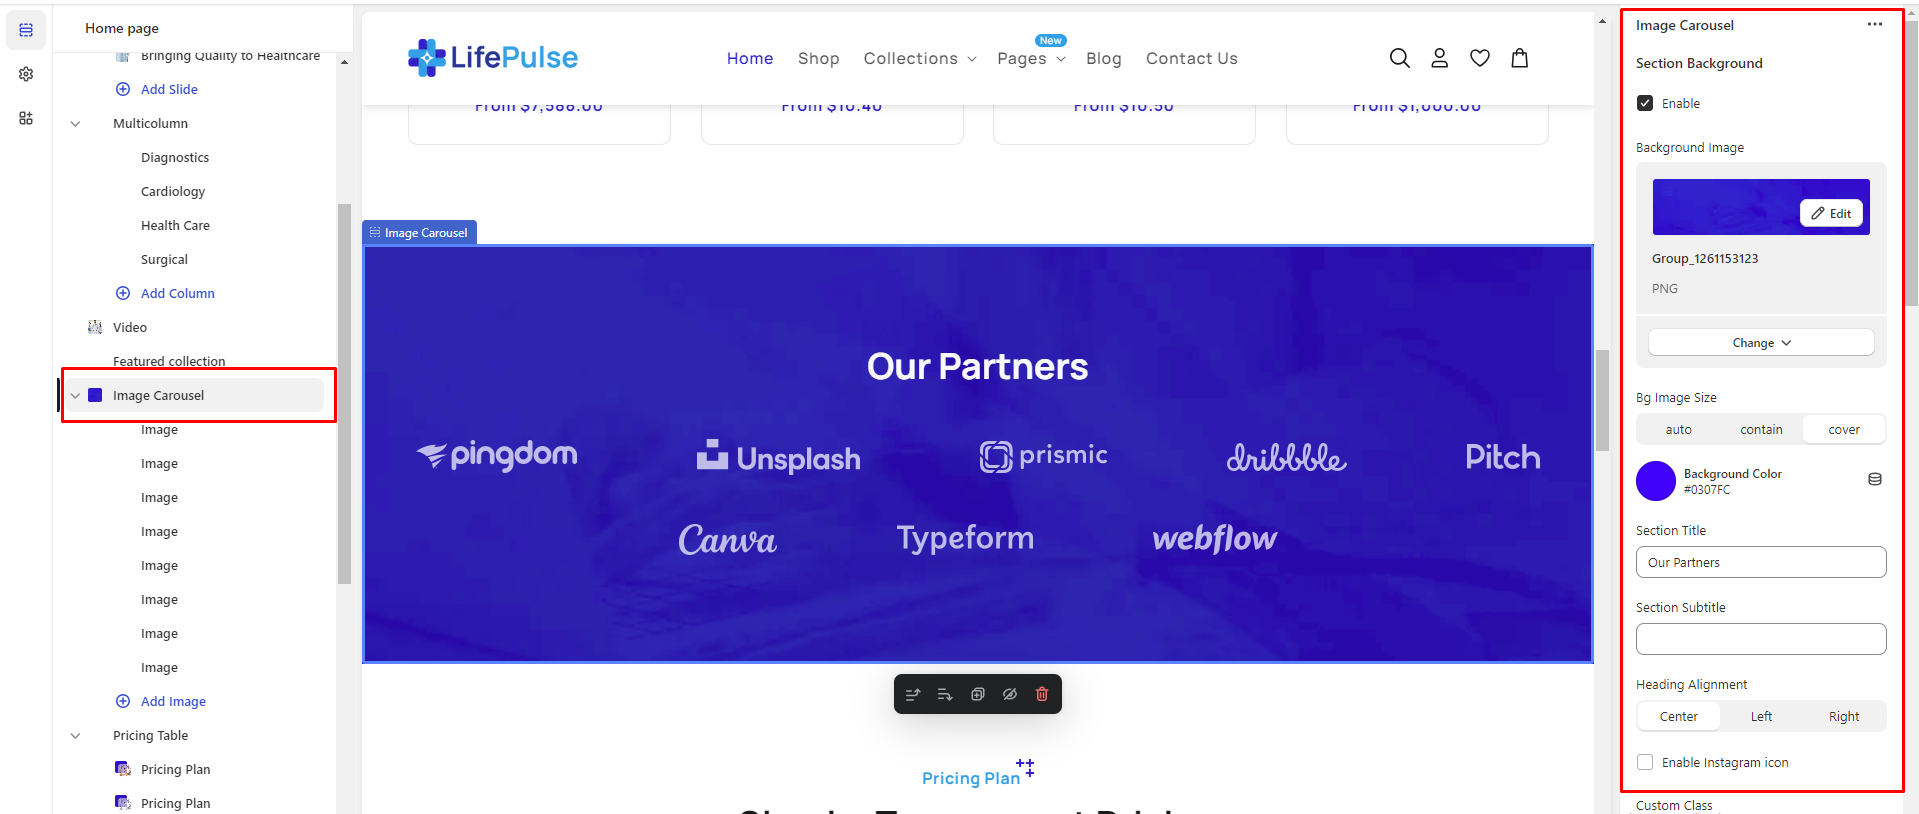 Home page
Bringing Quality to Healthcare
Add Slide
Multicolumn
Diagnostics
Cardiology
Health Care
Surgical
Add Column
Video
Featured collection
Image Carousel
Image
Image
Image
Image
Image
Image
Image
Image
Add Image
Pricing Table
Pricing Plan
Pricing Plan
LifePulse
Home
Shop
Collections
Pages
New
Blog
Contact Us
From $7,588.00
From $10.40
From $10.50
From $1,000.00
Image Carousel
Our Partners
pingdom
Unsplash
prismic
dribbble
Pitch
Canva
Typeform
webflow
Pricing Plan
Image Carousel
Section Background
Enable
Background Image
Edit
Group_1261153123
PNG
Change
Bg Image Size
auto
contain
cover
Background Color
#0307FC
Section Title
Our Partners
Section Subtitle
Heading Alignment
Center
Left
Right
Enable Instagram icon
Custom Class